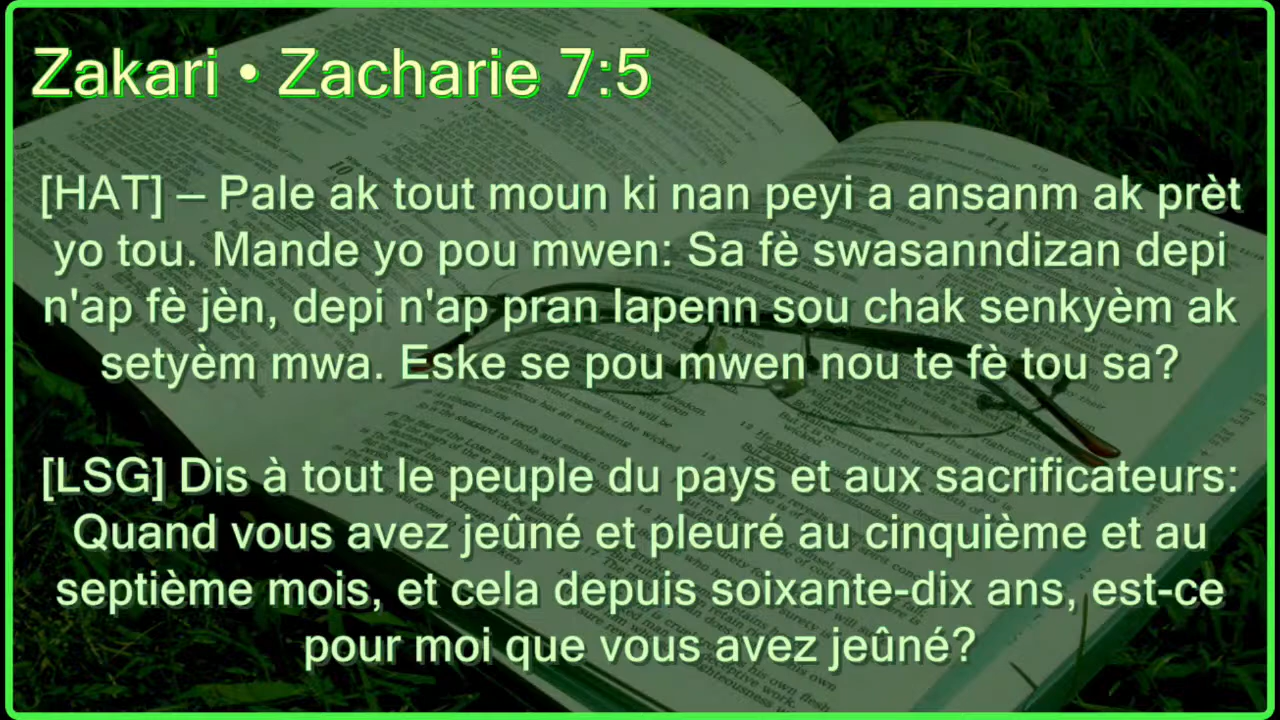 Zakari • Zacharie 7:5
[HAT] – Pale ak tout moun ki nan peyi a ansanm ak prèt
yo tou. Mande yo pou mwen: Sa fè swasanndizan depi
n'ap fè jèn, depi n'ap pran lapenn sou chak senkyèm ak
setyèm mwa. Eske se pou mwen nou te fè tou sa?
[LSG] Dis à tout le peuple du pays et aux sacrificateurs:
Quand vous avez jeûné et pleuré au cinquième et au
septième mois, et cela depuis soixante-dix ans, est-ce
pour moi que vous avez jeûné?